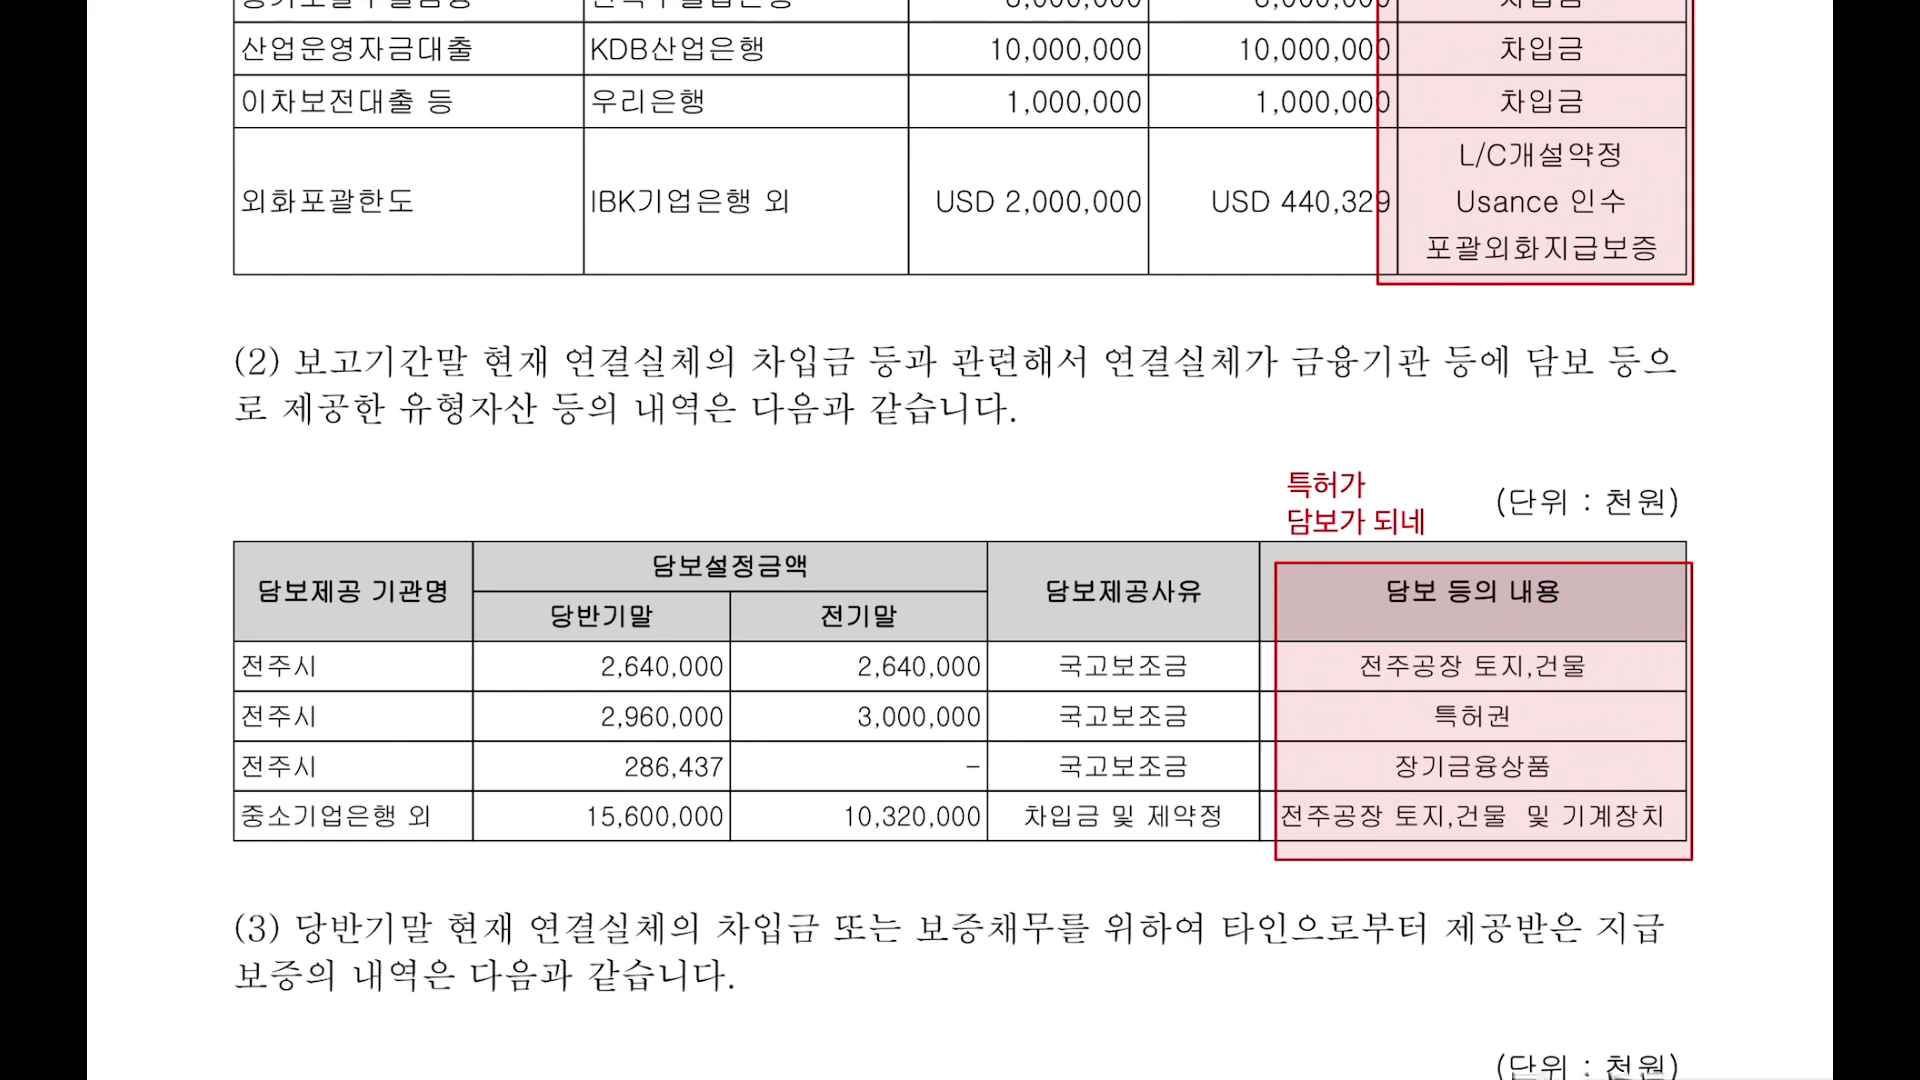 산업운영자금대출 KDB산업은행 10,000,000 10,000,000 차입금
이차보전대출 등 우리은행 1,000,000 1,000,000 차입금
외화포괄한도 IBK기업은행 외 USD 2,000,000 USD 440,329 L/C개설약정
Usance 인수
포괄외화지급보증
(2) 보고기간말 현재 연결실체의 차입금 등과 관련해서 연결실체가 금융기관 등에 담보 등으
로 제공한 유형자산 등의 내역은 다음과 같습니다.
특허가
담보가 되네
(단위 : 천원)
담보제공 기관명 담보설정금액 담보제공사유 담보 등의 내용
당반기말 전기말
전주시 2,640,000 2,640,000 국고보조금 전주공장 토지,건물
전주시 2,960,000 3,000,000 국고보조금 특허권
전주시 286,437 – 국고보조금 장기금융상품
중소기업은행 외 15,600,000 10,320,000 차입금 및 제약정 전주공장 토지,건물 및 기계장치
(3) 당반기말 현재 연결실체의 차입금 또는 보증채무를 위하여 타인으로부터 제공받은 지급
보증의 내역은 다음과 같습니다.
(단위 : 천원)